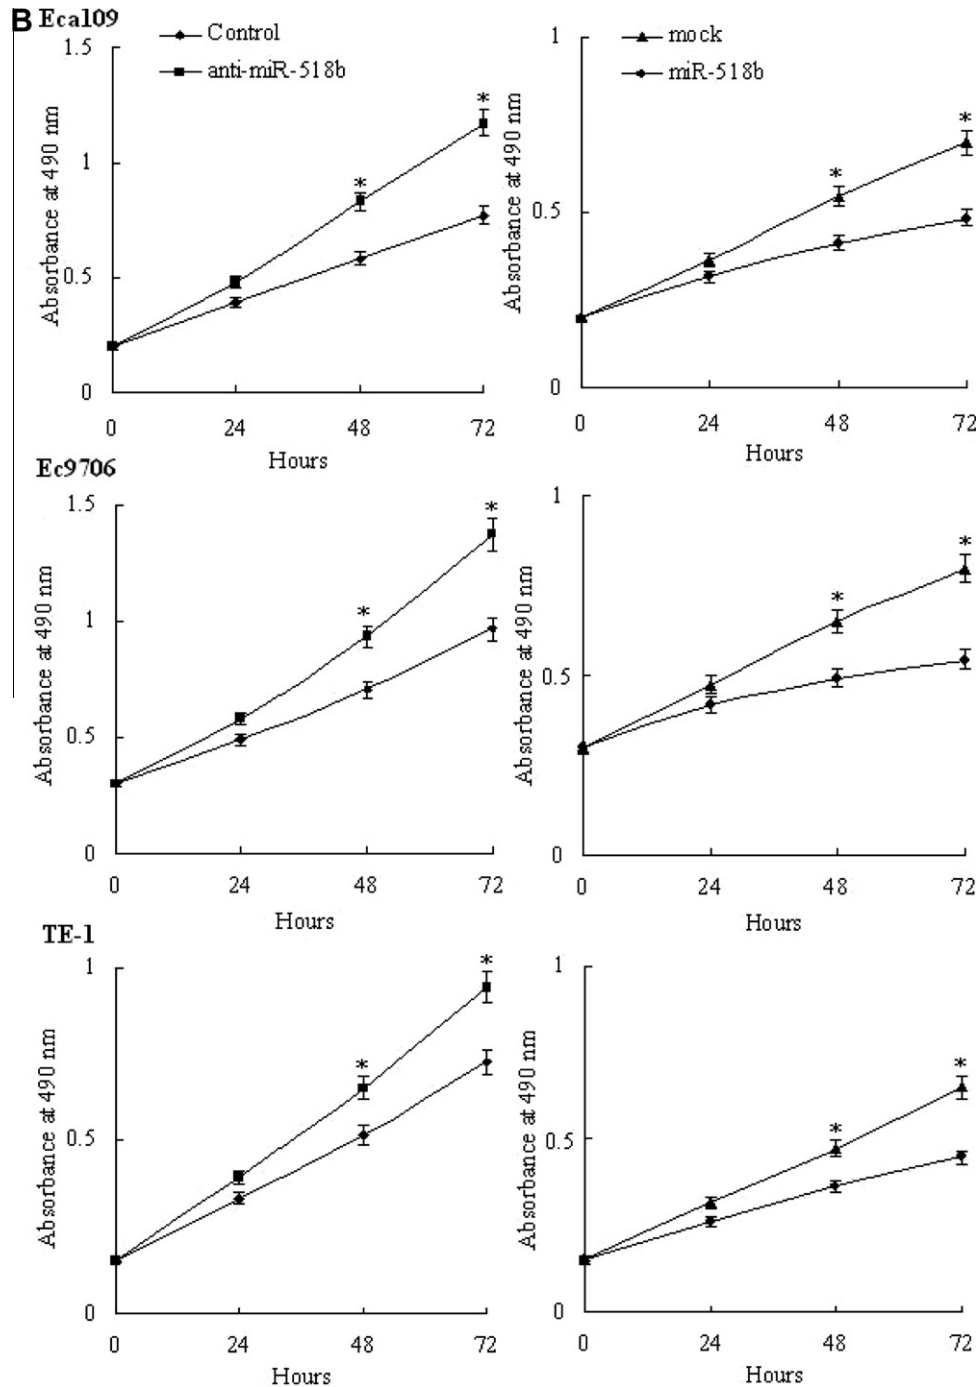 B Eca109
Control
anti-miR-518b
1.5
1
0.5
0
Absorbance at 490 nm
*
*
0 24 48 72
Hours
mock
miR-518b
1
0.5
0
Absorbance at 490 nm
*
*
0 24 48 72
Ec9706
1.5
1
0.5
0
Absorbance at 490 nm
*
*
0 24 48 72
Hours
1
0.5
0
Absorbance at 490 nm
*
*
0 24 48 72
Hours
TE-1
1
0.5
0
Absorbance at 490 nm
*
*
0 24 48 72
Hours
1
0.5
0
Absorbance at 490 nm
*
*
0 24 48 72
Hours